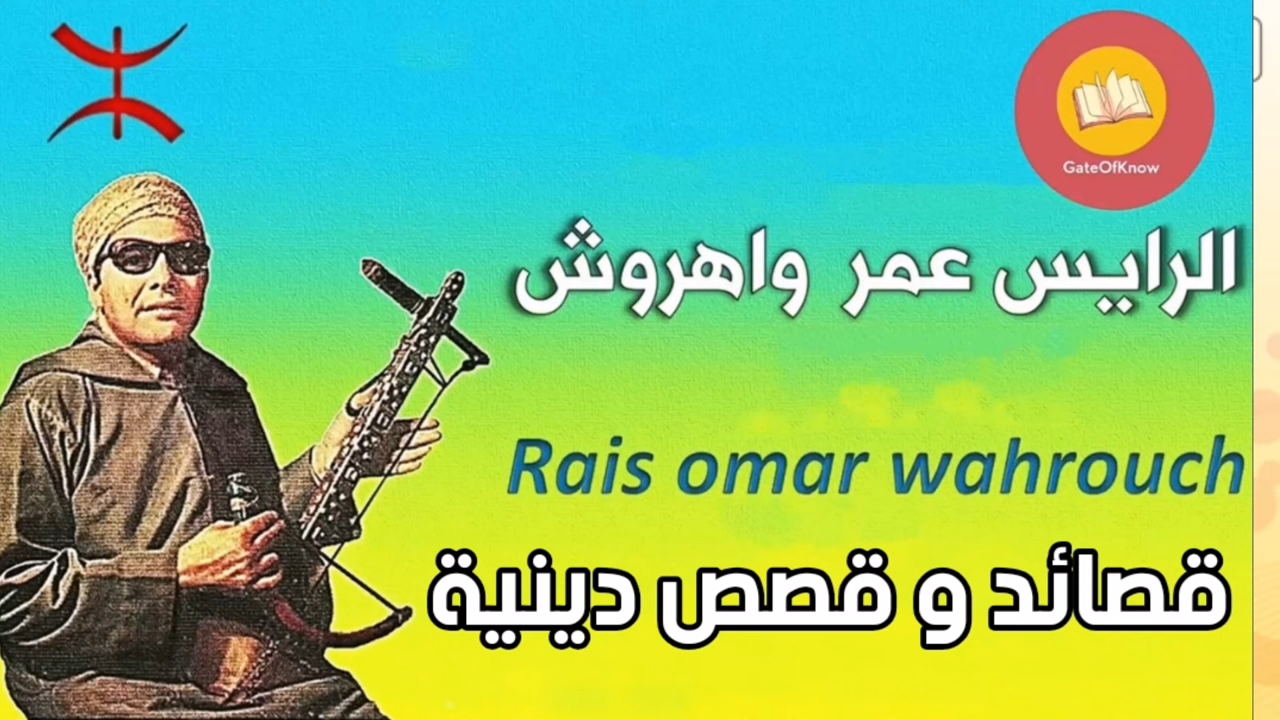 GateOfKnow
الرايس عمر واهروش
Rais omar wahrouch
قصائد و قصص دينية